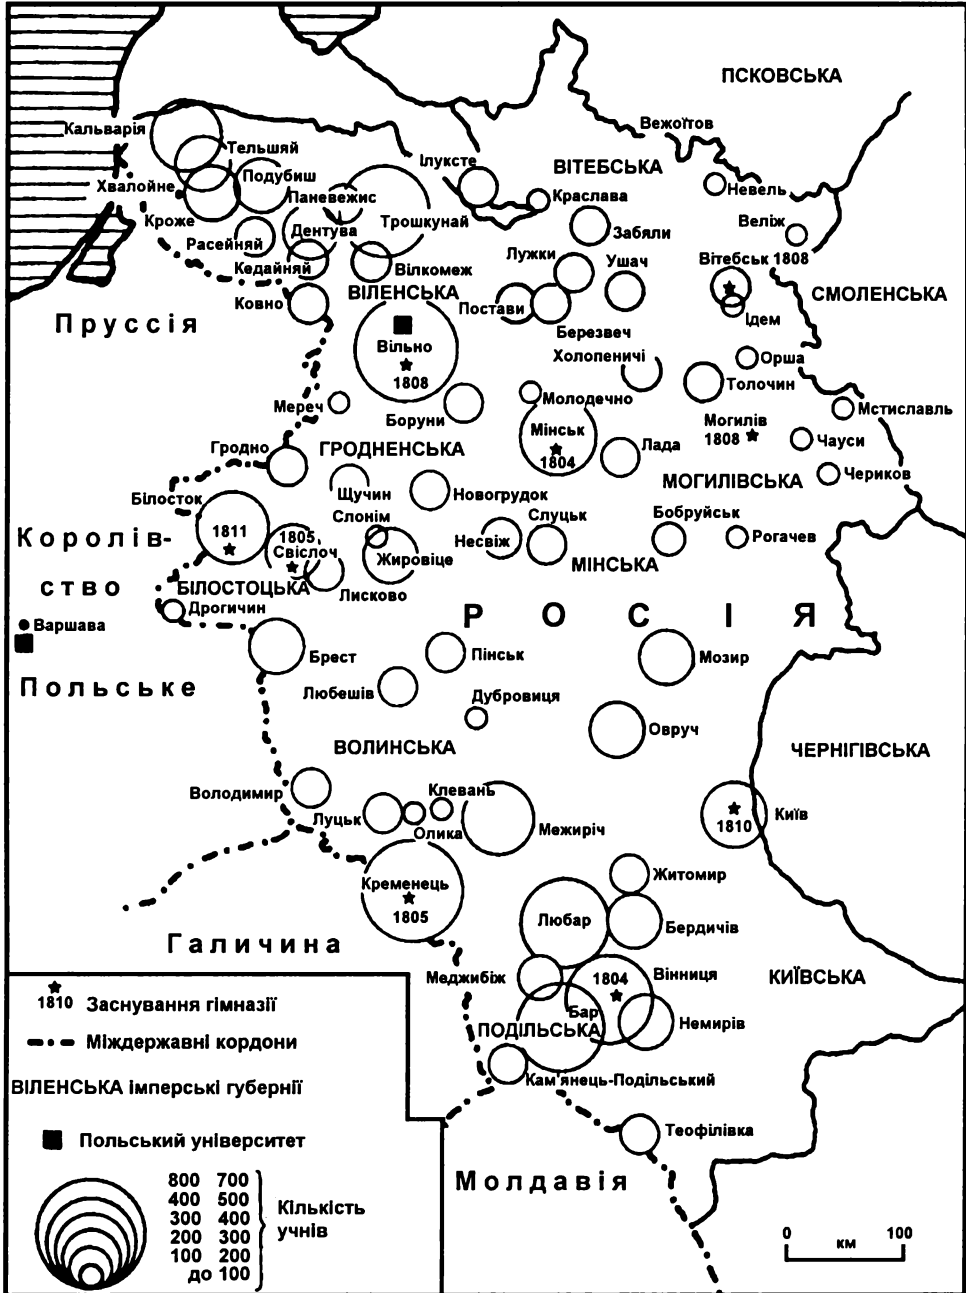 ПСКОВСЬКА
Вежоїтов
Кальварія
Тельшяй
Подубиш
Хвалойне
Кроже
Расейняй
Кедайняй
Паневежис
Дентува
Трошкунай
Вілкомеж
Ілуксте
ВІТЕБСЬКА
Краслава
Невель
Веліж
Забяли
Лужки
Ушач
Вітебськ 1808
Ідем
СМОЛЕНСЬКА
Пруссія
Ковно
ВІЛЕНСЬКА
Вільно
1808
Постави
Березвеч
Холопеничі
Орша
Толочин
Мереч
Боруни
Молодечно
Могилів
1808
Мстиславль
Чауси
Чериков
Гродно
ГРОДНЕНСЬКА
Мінськ
1804
Лада
МОГИЛІВСЬКА
Білосток
1811
Щучин
Новогрудок
Слонім
1805
Свіслоч
Жировіце
Несвіж
Слуцьк
Бобруйськ
Рогачев
МІНСЬКА
Королів-
ство
БІЛОСТОЦЬКА
Лисково
Дрогичин
Варшава
Польське
РОСІЯ
Брест
Пінськ
Мозир
Любешів
Дубровиця
Овруч
ВОЛИНСЬКА
ЧЕРНІГІВСЬКА
Володимир
Луцьк
Клевань
Олика
Межиріч
1810
Київ
Кременець
1805
Житомир
Любар
Бердичів
Галичина
Меджибіж
1804
Вінниця
КИЇВСЬКА
Бар
ПОДІЛЬСЬКА
Немирів
Кам'янець-Подільський
Теофілівка
Молдавія
1810 Заснування гімназії
Міждержавні кордони
ВІЛЕНСЬКА імперські губернії
Польський університет
800 700
400 500
300 400
200 300
100 200
до 100
Кількість
учнів
0 100
км